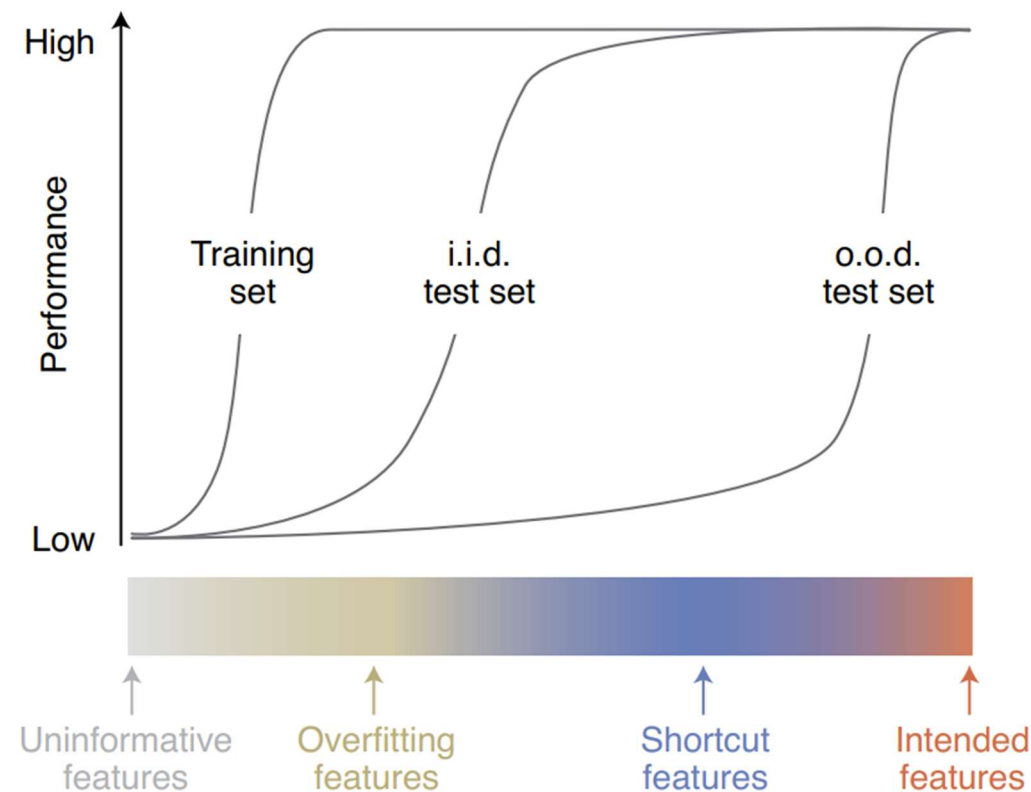 High
Performance
Training
set
i.i.d.
test set
o.o.d.
test set
Low
Uninformative
features
Overfitting
features
Shortcut
features
Intended
features